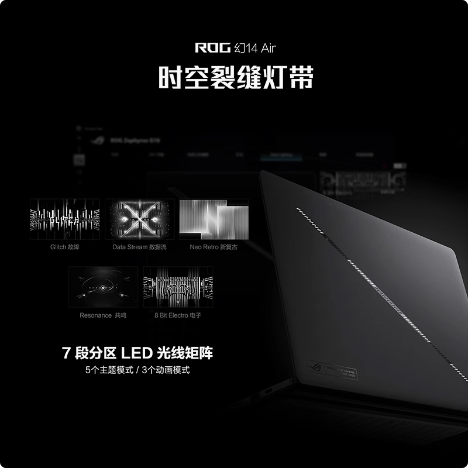 ROG 幻14 Air
时空裂缝灯带
ROG Zephyrus G16
Glitch 故障
Data Stream 数据流
Neo Retro 新复古
Resonance 共鸣
8 Bit Electro 电子
7 段分区 LED 光线矩阵
5个主题模式 / 3个动画模式